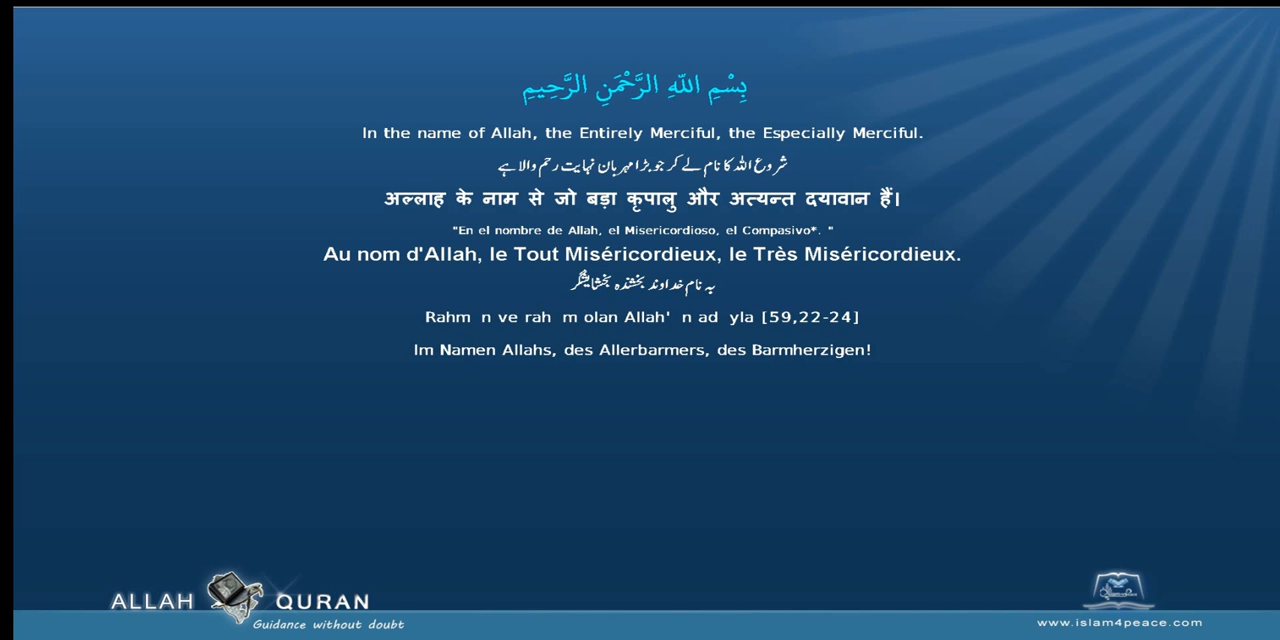 بِسْمِ اللَّهِ الرَّحْمَنِ الرَّحِيمِ
In the name of Allah, the Entirely Merciful, the Especially Merciful.
شروع الله کا نام لے کر جو بڑا مہربان نہایت رحم والا ہے
अल्लाह के नाम से जो बड़ा कृपालु और अत्यन्त दयावान हैं।
"En el nombre de Allah, el Misericordioso, el Compasivo*. "
Au nom d'Allah, le Tout Miséricordieux, le Très Miséricordieux.
به نام خداوند بخشنده بخشایشگر
Rahm n ve rah m olan Allah' n ad yla [59,22-24]
Im Namen Allahs, des Allerbarmers, des Barmherzigen!
ALLAH QURAN
Guidance without doubt
www.islam4peace.com